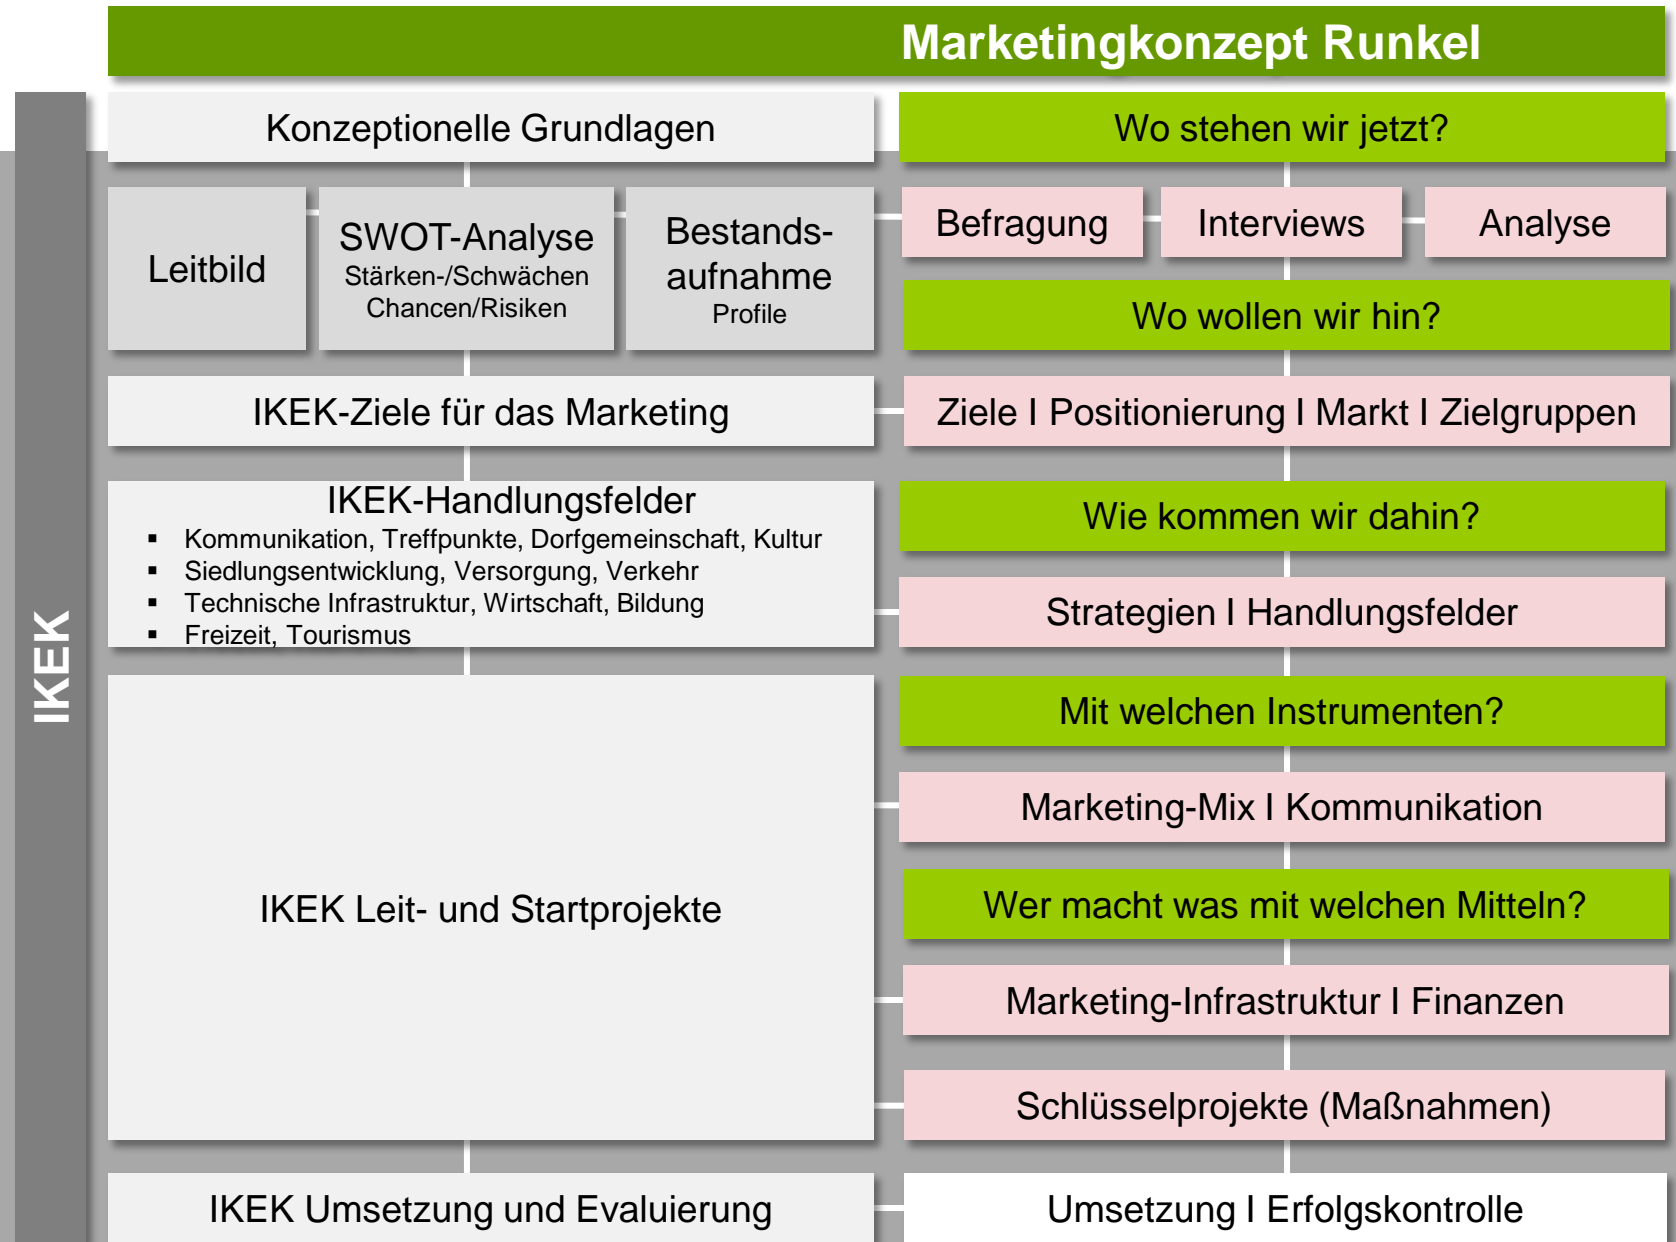 Marketingkonzept Runkel
IKEK
Konzeptionelle Grundlagen
Leitbild
SWOT-Analyse
Stärken-/Schwächen
Chancen/Risiken
Bestands-
aufnahme
Profile
IKEK-Ziele für das Marketing
IKEK-Handlungsfelder
▪ Kommunikation, Treffpunkte, Dorfgemeinschaft, Kultur
▪ Siedlungsentwicklung, Versorgung, Verkehr
▪ Technische Infrastruktur, Wirtschaft, Bildung
▪ Freizeit, Tourismus
IKEK Leit- und Startprojekte
IKEK Umsetzung und Evaluierung
Wo stehen wir jetzt?
Befragung
Interviews
Analyse
Wo wollen wir hin?
Ziele I Positionierung I Markt I Zielgruppen
Wie kommen wir dahin?
Strategien I Handlungsfelder
Mit welchen Instrumenten?
Marketing-Mix I Kommunikation
Wer macht was mit welchen Mitteln?
Marketing-Infrastruktur I Finanzen
Schlüsselprojekte (Maßnahmen)
Umsetzung I Erfolgskontrolle